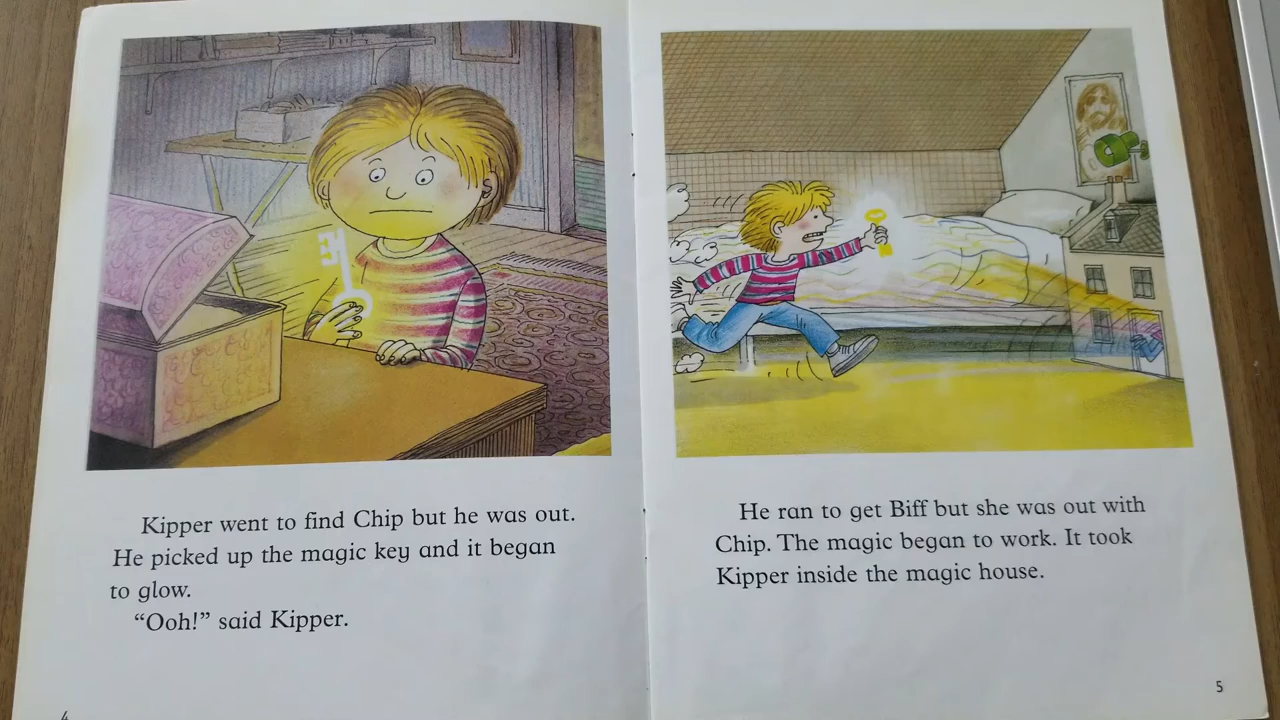 Kipper went to find Chip but he was out.
He picked up the magic key and it began
to glow.
“Ooh!” said Kipper.
4
He ran to get Biff but she was out with
Chip. The magic began to work. It took
Kipper inside the magic house.
5